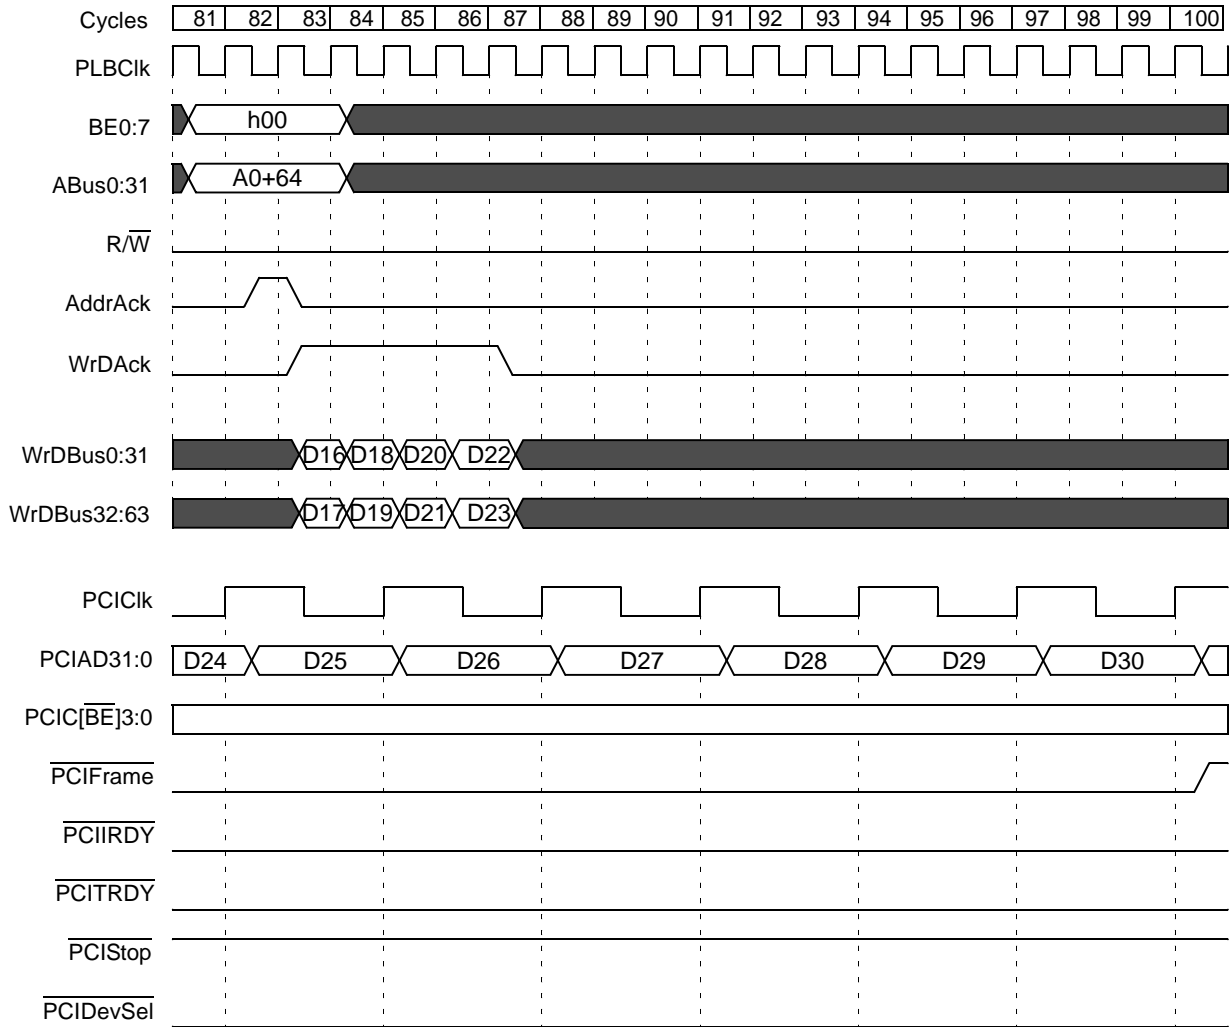 Cycles 81 82 83 84 85 86 87 88 89 90 91 92 93 94 95 96 97 98 99 100
PLBClk
BE0:7 h00
ABus0:31 A0+64
R/W
AddrAck
WrDAck
WrDBus0:31 D16 D18 D20 D22
WrDBus32:63 D17 D19 D21 D23
PCIClk
PCIAD31:0 D24 D25 D26 D27 D28 D29 D30
PCIC[BE]3:0
PCIFrame
PCIIRDY
PCITRDY
PCIStop
PCIDevSel